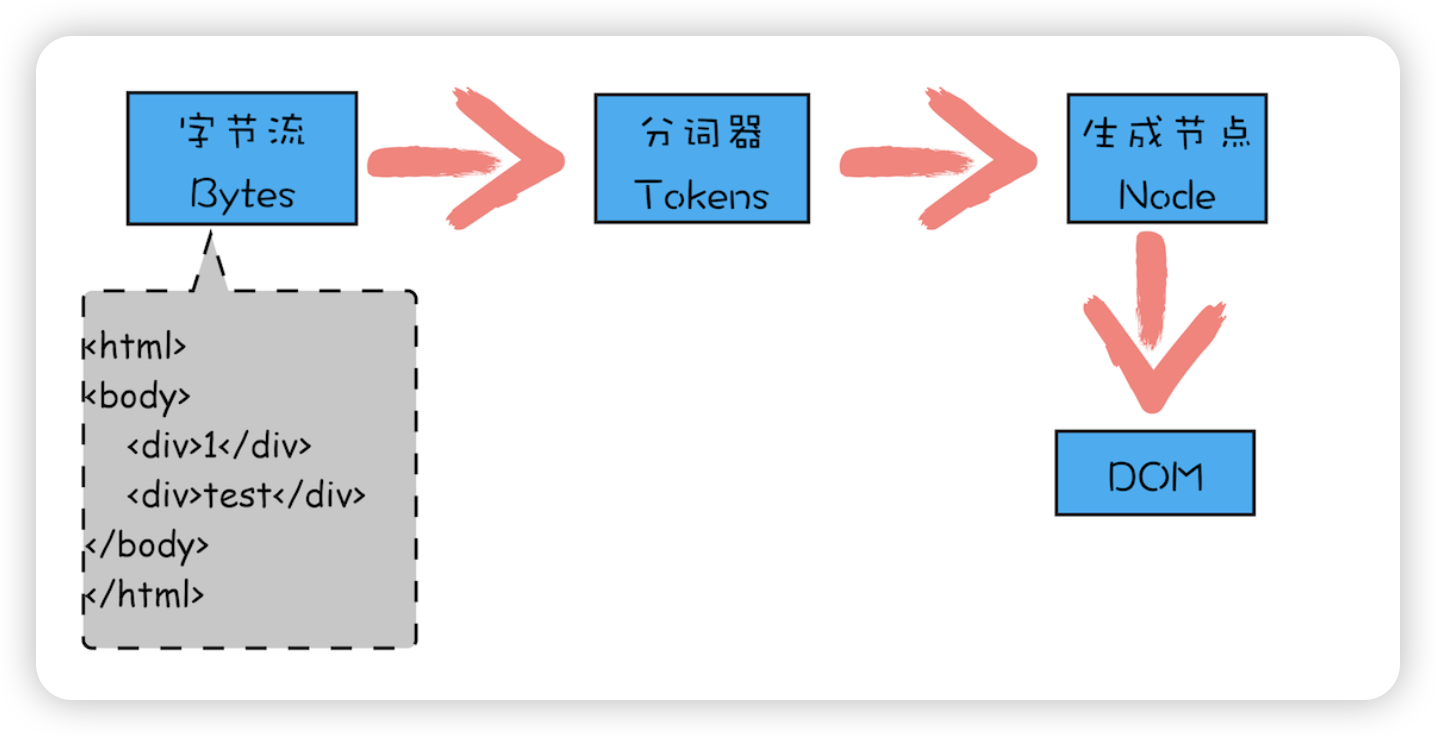 字节流
Bytes
分词器
Tokens
生成节点
Node
<html>
<body>
<div>1</div>
<div>test</div>
</body>
</html>
DOM